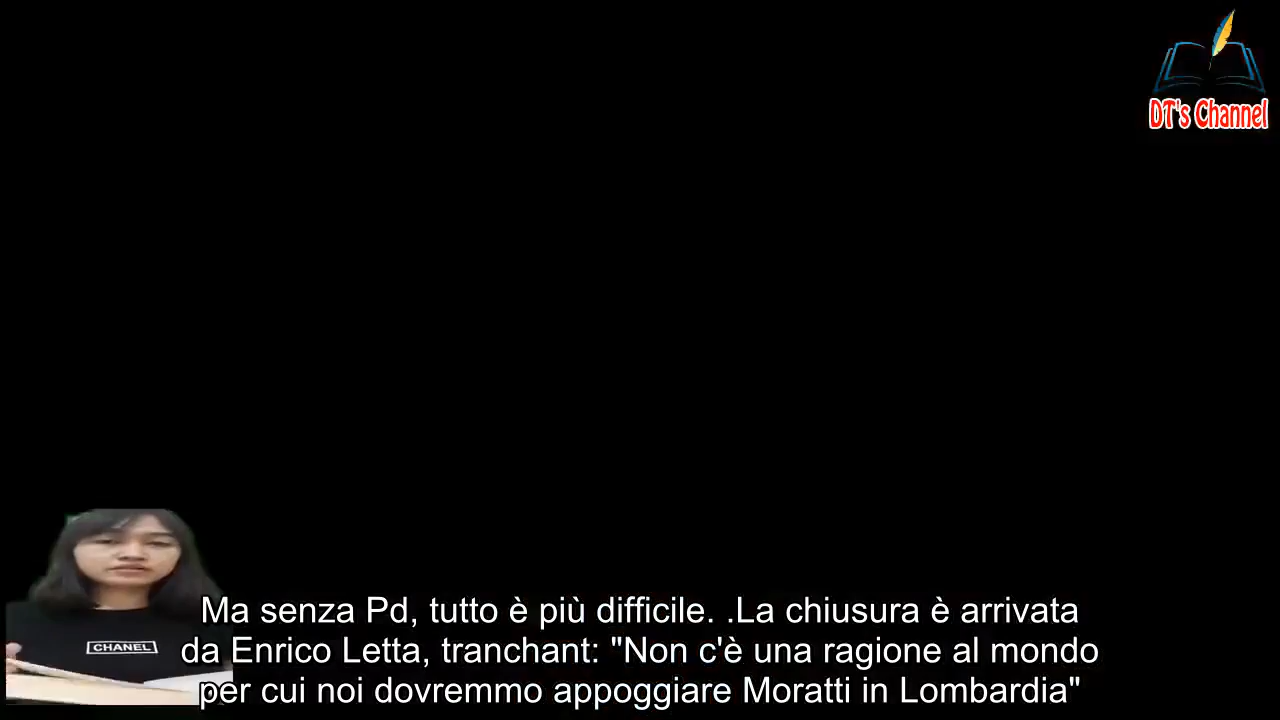 DT's Channel
CHANEL
Ma senza Pd, tutto è più difficile. .La chiusura è arrivata
da Enrico Letta, tranchant: "Non c'è una ragione al mondo
per cui noi dovremmo appoggiare Moratti in Lombardia"